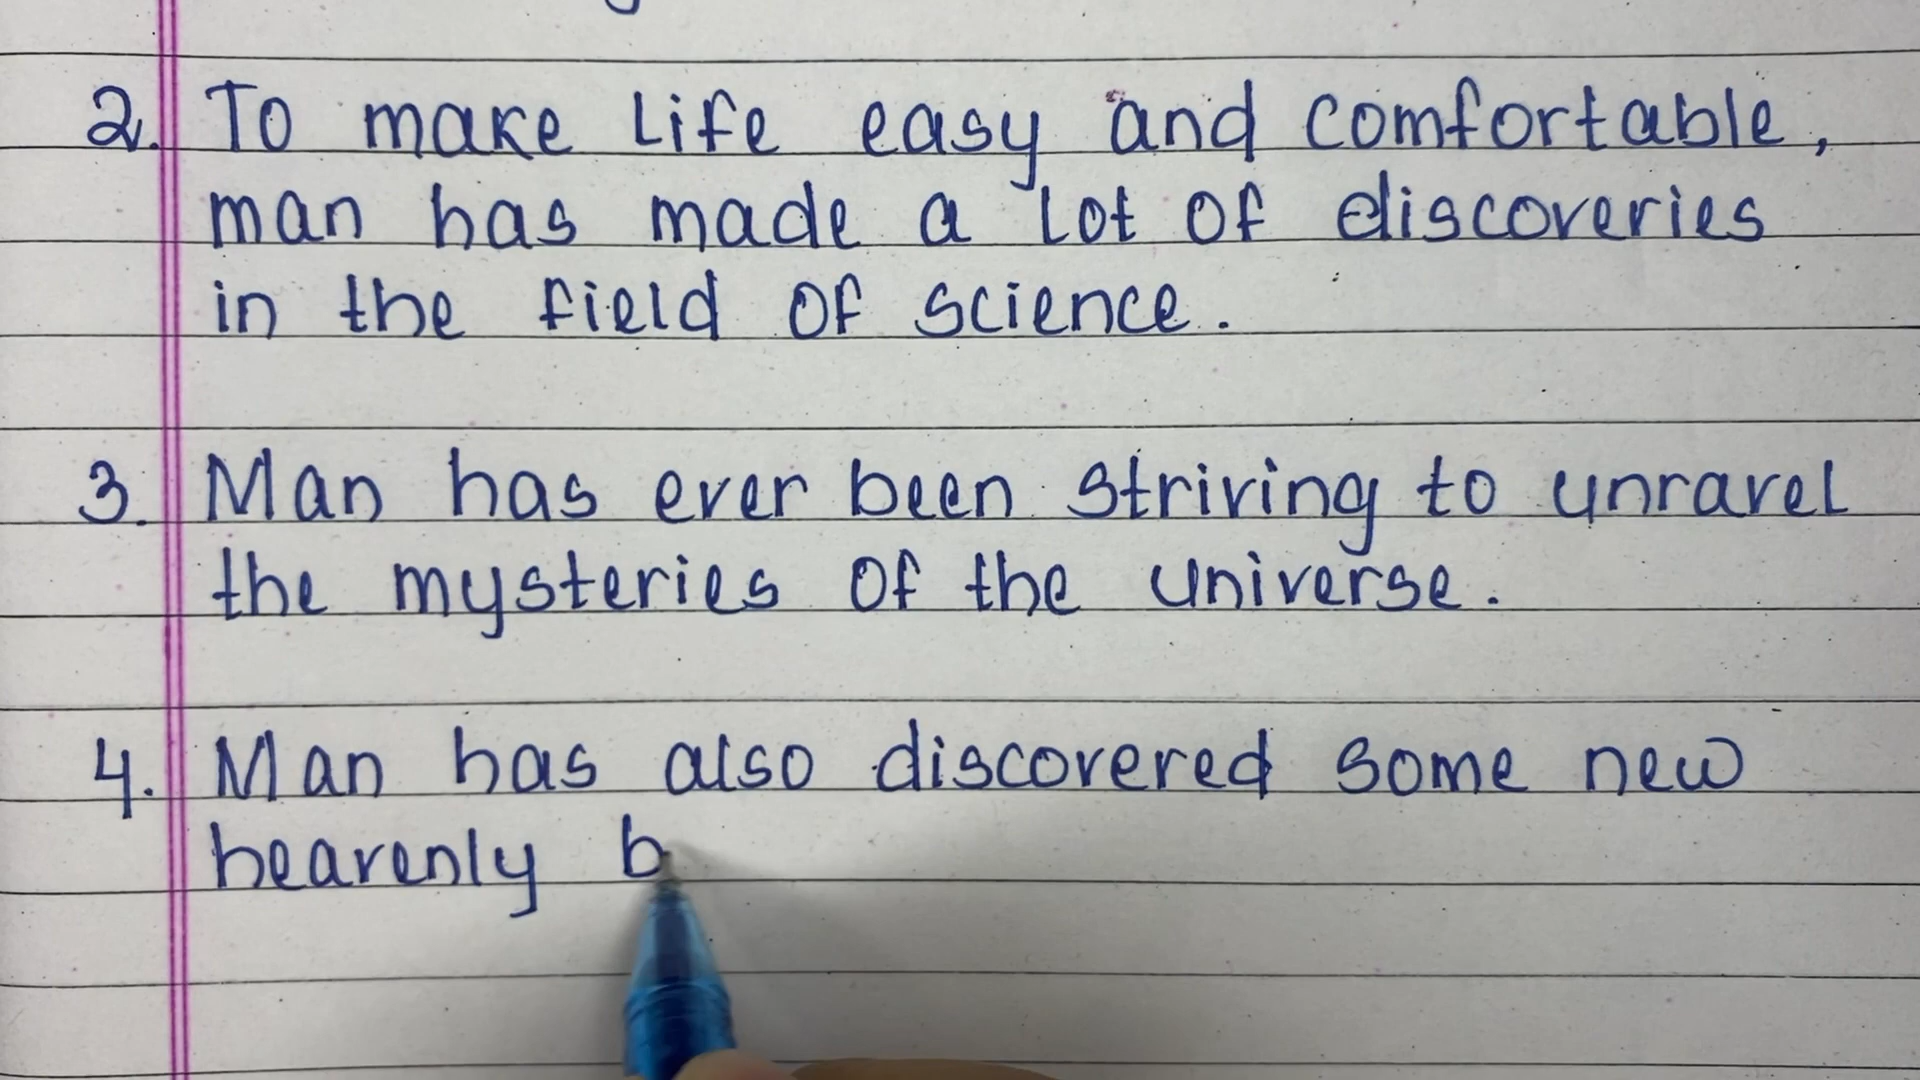 2. To make Life easy and comfortable,
man has made a lot of discoveries
in the field of science.
3. Man has ever been striving to unravel
the mysteries of the universe.
4. Man has also discovered some new
heavenly b